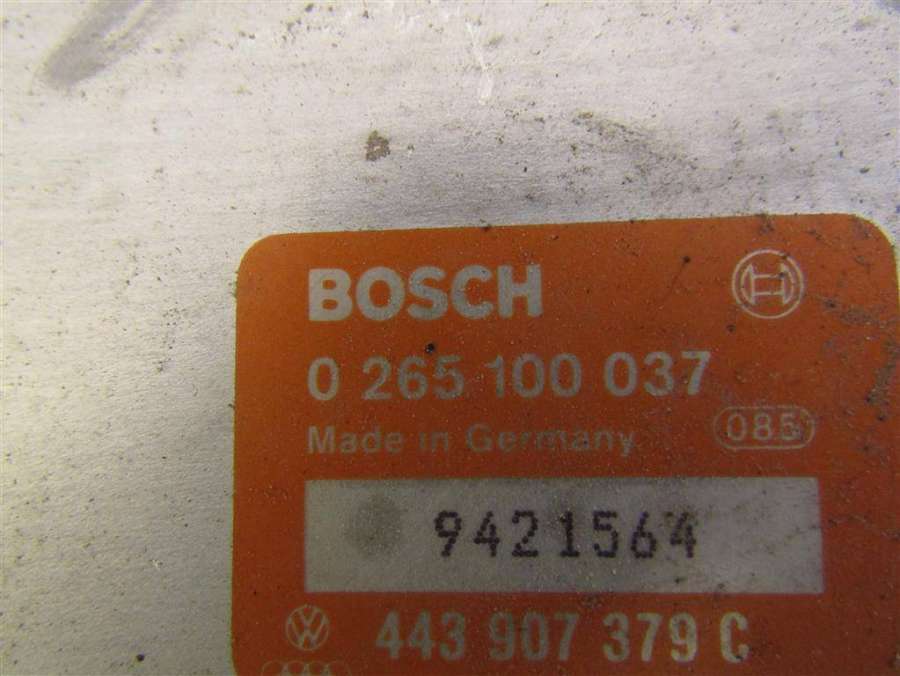 BOSCH
0 265 100 037
Made in Germany 085
9421564
443 907 379 C